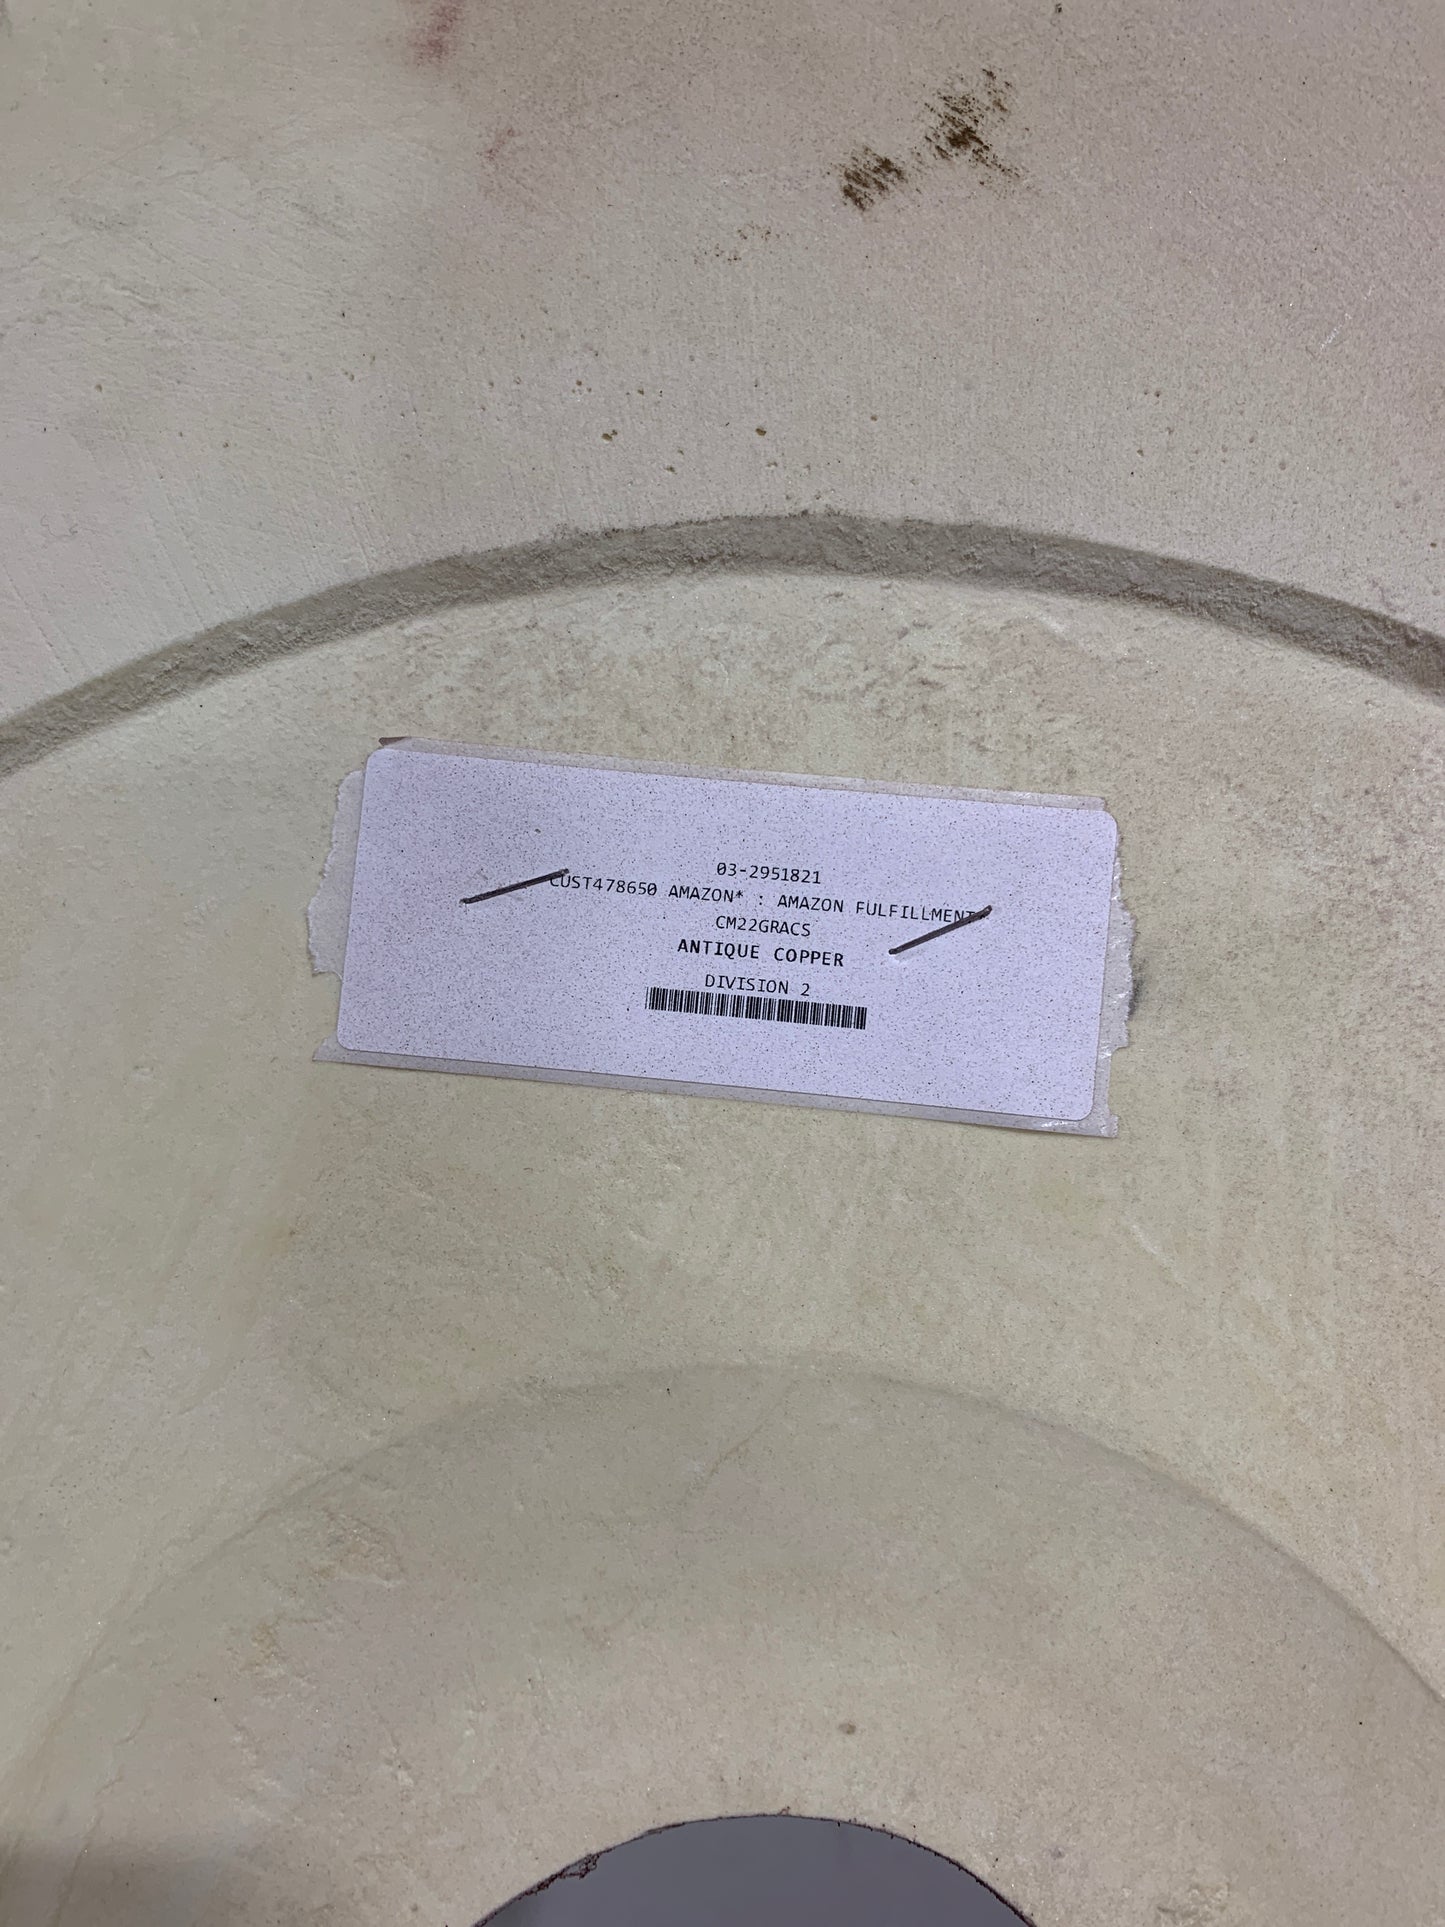 03-2951821
CUST478650 AMAZON* : AMAZON FULFILLMENT
CM22GRACS
ANTIQUE COPPER
DIVISION 2